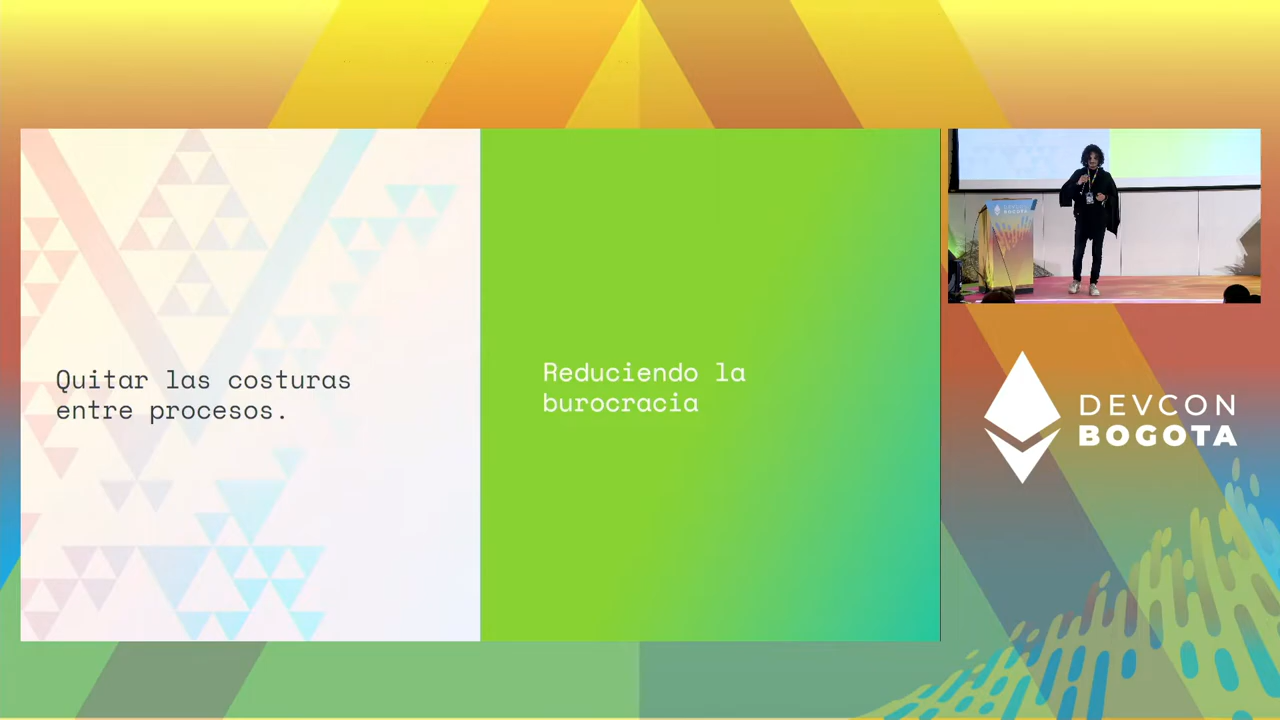 Quitar las costuras
entre procesos.
Reduciendo la
burocracia
DEVCON
BOGOTA